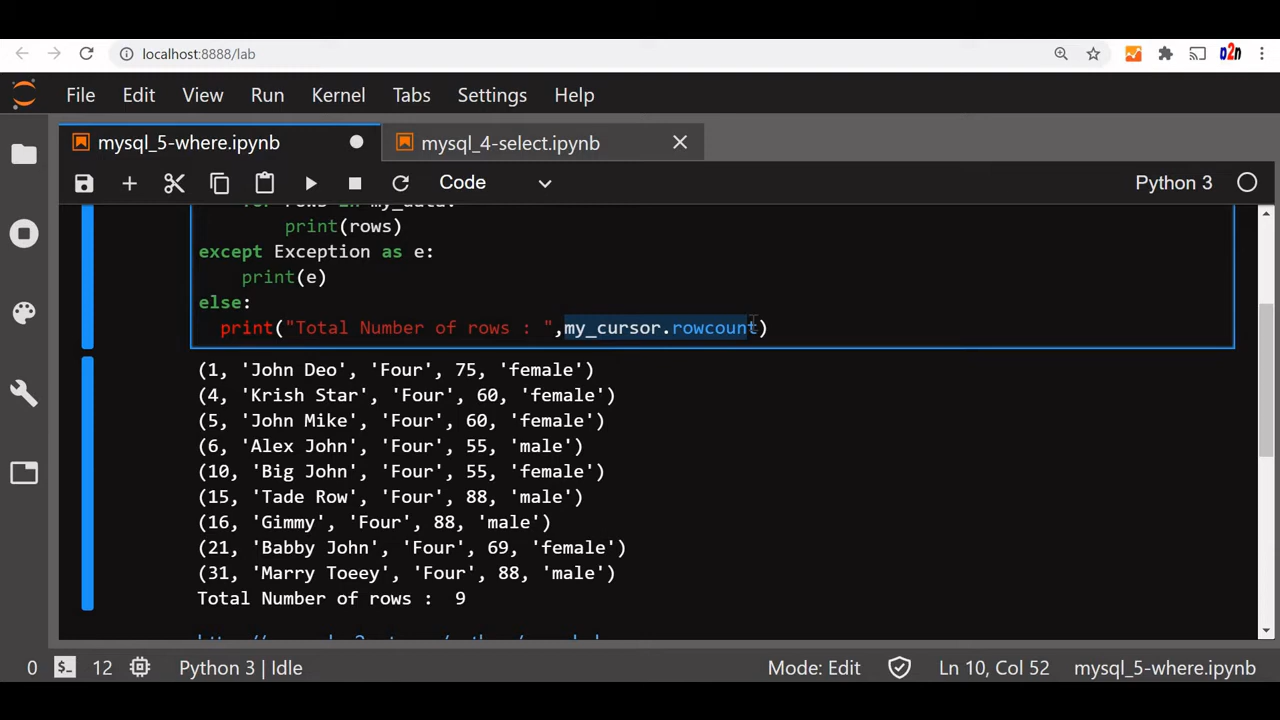 localhost:8888/lab
D2n
File Edit View Run Kernel Tabs Settings Help
mysql_5-where.ipynb mysql_4-select.ipynb
Code Python 3
for rows in my_data:
print(rows)
except Exception as e:
print(e)
else:
print("Total Number of rows : ",my_cursor.rowcount)
(1, 'John Deo', 'Four', 75, 'female')
(4, 'Krish Star', 'Four', 60, 'female')
(5, 'John Mike', 'Four', 60, 'female')
(6, 'Alex John', 'Four', 55, 'male')
(10, 'Big John', 'Four', 55, 'female')
(15, 'Tade Row', 'Four', 88, 'male')
(16, 'Gimmy', 'Four', 88, 'male')
(21, 'Babby John', 'Four', 69, 'female')
(31, 'Marry Toeey', 'Four', 88, 'male')
Total Number of rows :  9
0 12 Python 3 | Idle Mode: Edit Ln 10, Col 52 mysql_5-where.ipynb